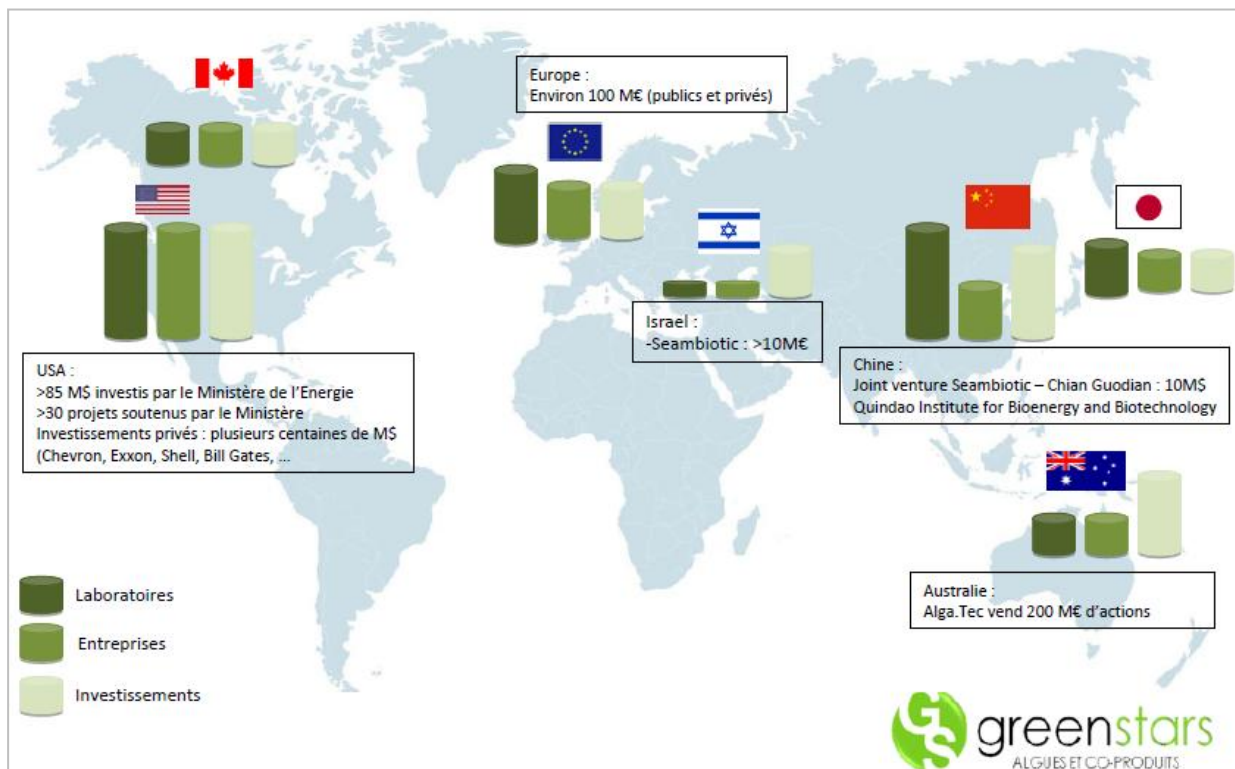 Europe :
Environ 100 M€ (publics et privés)
Israel :
-Seambiotic : >10M€
USA :
>85 M$ investis par le Ministère de l'Energie
>30 projets soutenus par le Ministère
Investissements privés : plusieurs centaines de M$
(Chevron, Exxon, Shell, Bill Gates, ...
Chine :
Joint venture Seambiotic – Chian Guodian : 10M$
Quindao Institute for Bioenergy and Biotechnology
Australie :
Alga.Tec vend 200 M€ d'actions
Laboratoires
Entreprises
Investissements
GS
greenstars
ALGUES ET CO-PRODUITS